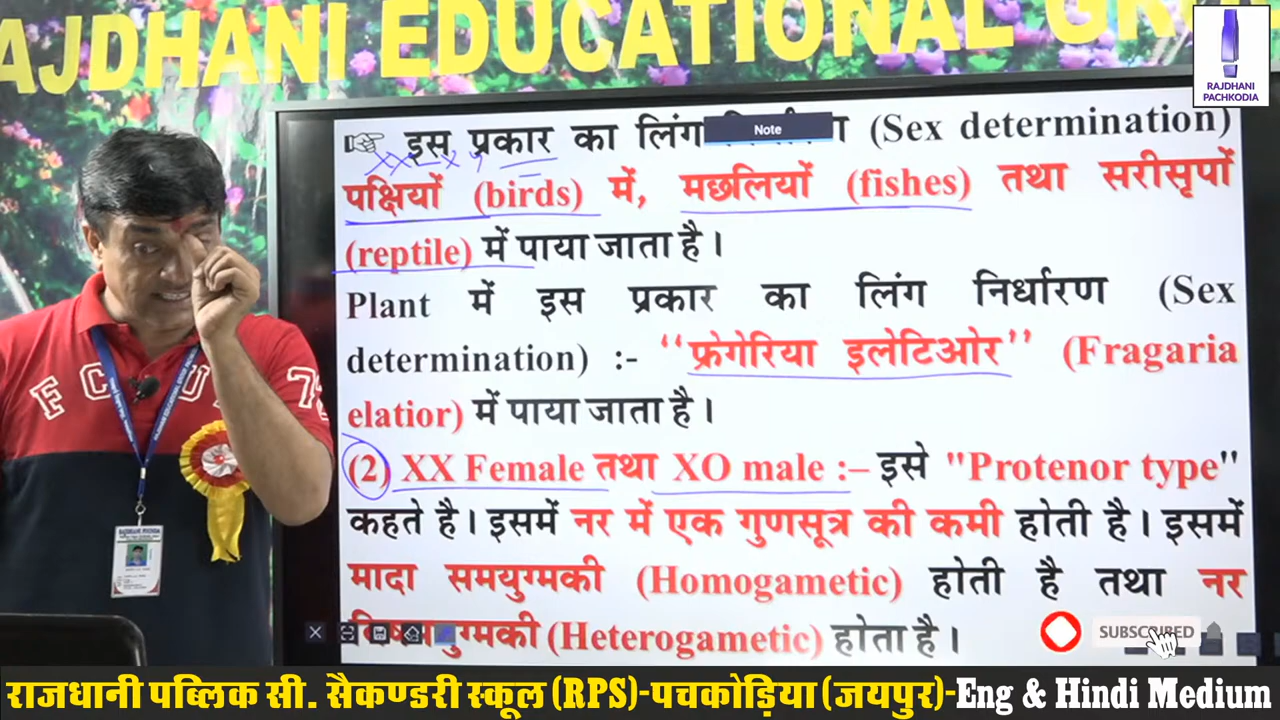 AJDHANI EDUCATIONAL GR
RAJDHANI
PACHKODIA
Note
☞ इस प्रकार का लिंग (Sex determination)
पक्षियों (birds) में, मछलियों (fishes) तथा सरीसृपों
(reptile) में पाया जाता है।
Plant में इस प्रकार का लिंग निर्धारण (Sex
determination) :- “फ्रेगेरिया इलेटिओर” (Fragaria
elatior) में पाया जाता है।
(2) XX Female तथा XO male :– इसे "Protenor type"
कहते है। इसमें नर में एक गुणसूत्र की कमी होती है। इसमें
मादा समयुग्मकी (Homogametic) होती है तथा नर
(Heterogametic) होता है।
SUBSCRIBED
राजधानी पब्लिक सी. सैकण्डरी स्कूल (RPS)-पचकोड़िया (जयपुर)-Eng & Hindi Medium